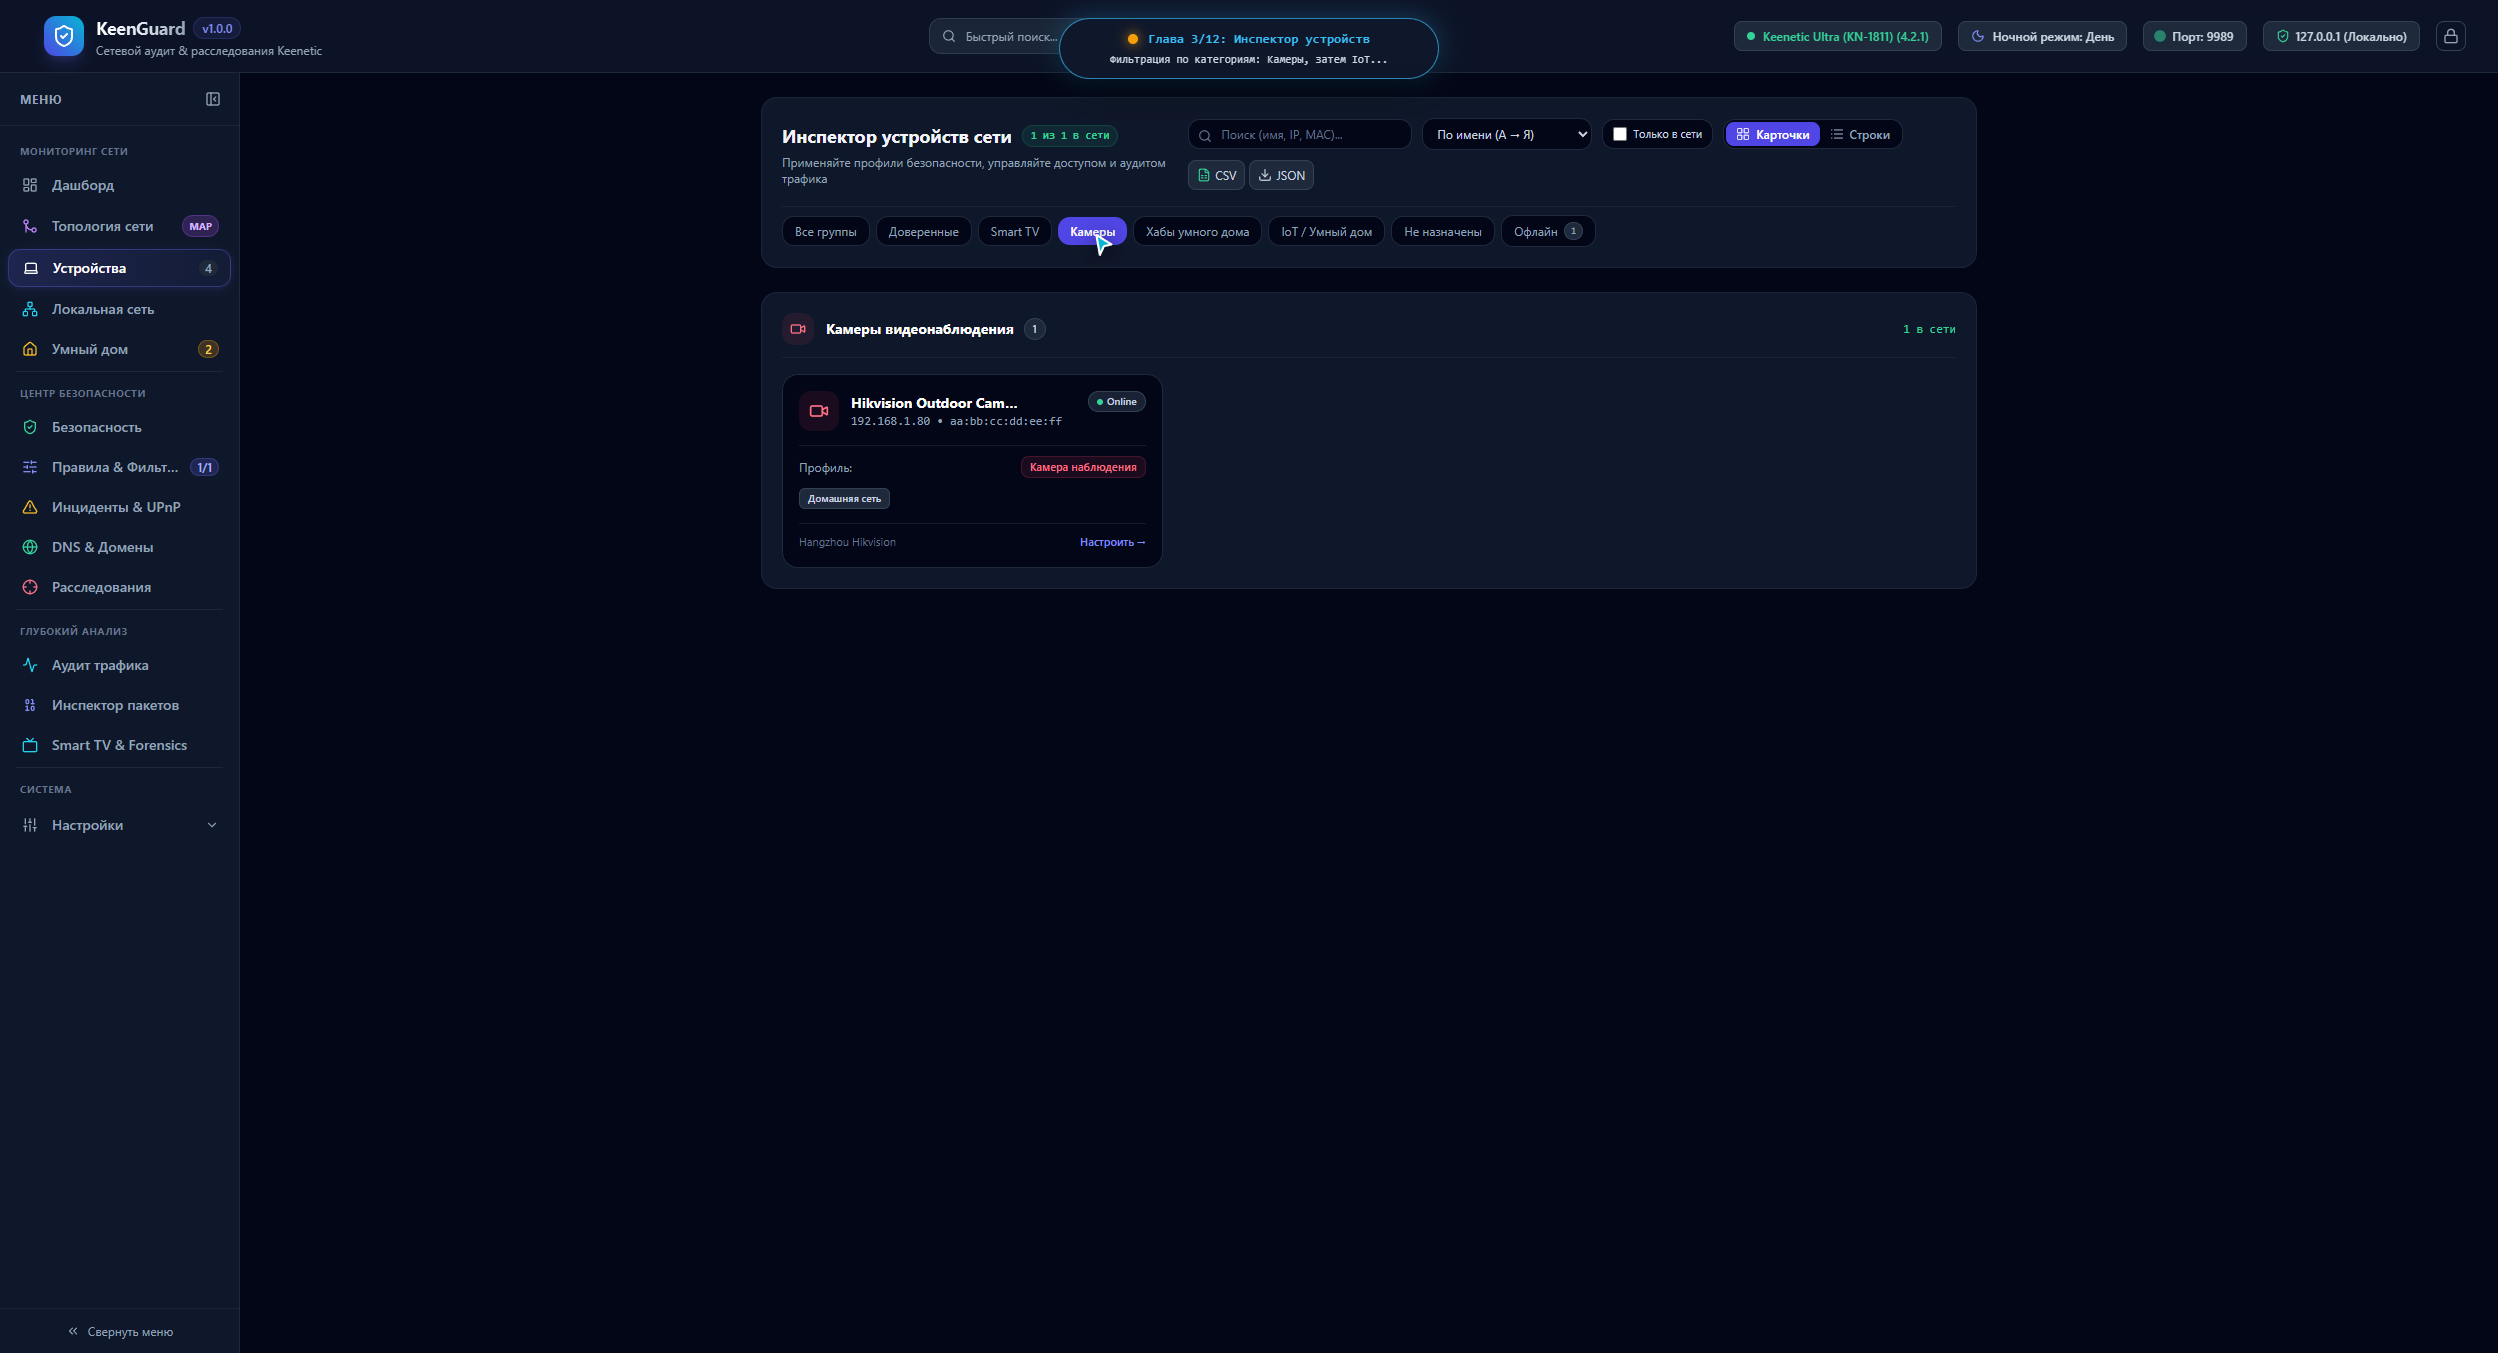 KeenGuard v1.0.0
Сетевой аудит & расследования Keenetic
Быстрый поиск...
Глава 3/12: Инспектор устройств
Фильтрация по категориям: Камеры, затем IoT...
Keenetic Ultra (KN-1811) (4.2.1)
Ночной режим: День
Порт: 9989
127.0.0.1 (Локально)
МЕНЮ
МОНИТОРИНГ СЕТИ
Дашборд
Топология сети MAP
Устройства 4
Локальная сеть
Умный дом 2
ЦЕНТР БЕЗОПАСНОСТИ
Безопасность
Правила & Фильт... 1/1
Инциденты & UPnP
DNS & Домены
Расследования
ГЛУБОКИЙ АНАЛИЗ
Аудит трафика
Инспектор пакетов
Smart TV & Forensics
СИСТЕМА
Настройки
Свернуть меню
Инспектор устройств сети 1 из 1 в сети
Применяйте профили безопасности, управляйте доступом и аудитом
трафика
Поиск (имя, IP, MAC)...
По имени (А → Я)
Только в сети
Карточки
Строки
CSV
JSON
Все группы
Доверенные
Smart TV
Камеры
Хабы умного дома
IoT / Умный дом
Не назначены
Офлайн 1
Камеры видеонаблюдения 1
1 в сети
Hikvision Outdoor Cam...
Online
192.168.1.80 • aa:bb:cc:dd:ee:ff
Профиль:
Камера наблюдения
Домашняя сеть
Hangzhou Hikvision
Настроить →